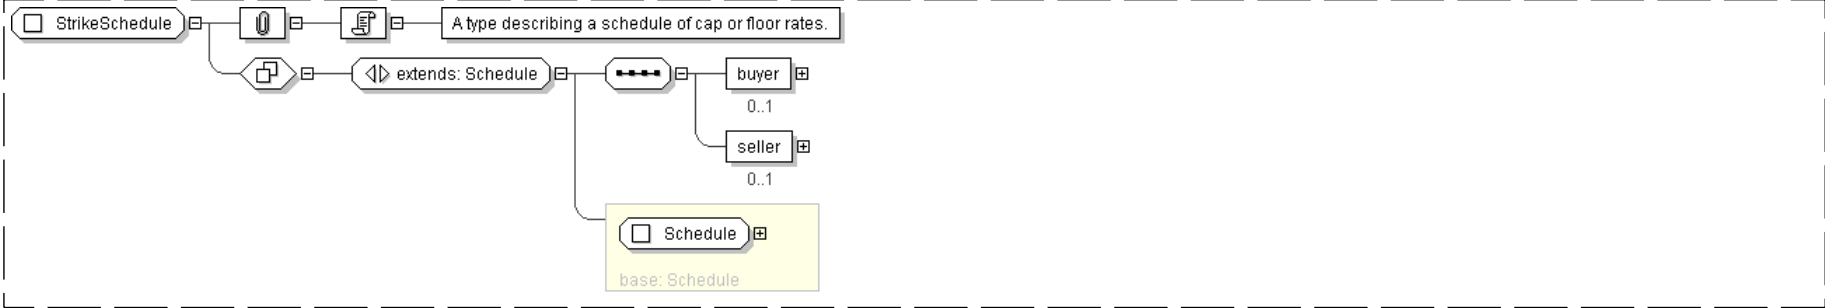 StrikeSchedule
A type describing a schedule of cap or floor rates.
extends: Schedule
buyer
0..1
seller
0..1
Schedule
base: Schedule